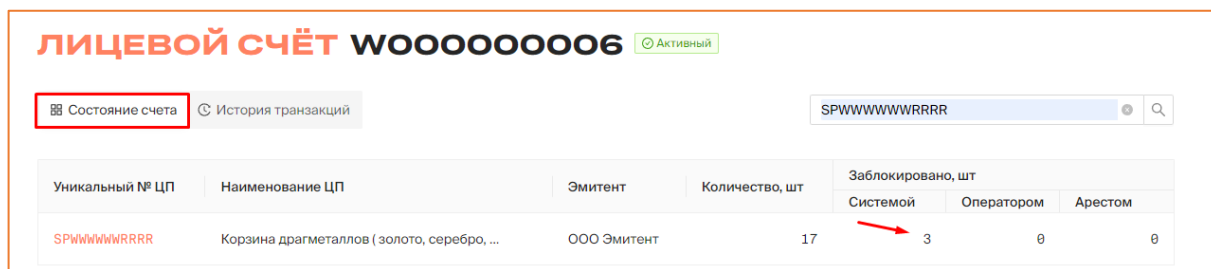 ЛИЦЕВОЙ СЧЁТ W000000006 Активный
Состояние счета История транзакций SPWWWWWWRRRR
Уникальный № ЦП Наименование ЦП Эмитент Количество, шт Заблокировано, шт
Системой Оператором Арестом
SPWWWWWWRRRR Корзина драгметаллов ( золото, серебро, ... ООО Эмитент 17 3 0 0